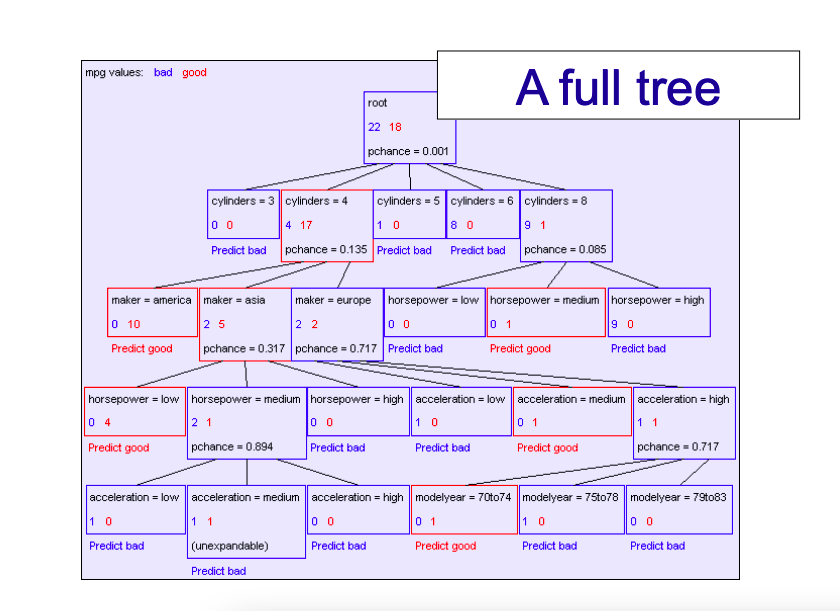 A full tree
mpg values: bad good
root
22 18
pchance = 0.001
cylinders = 3
0 0
Predict bad
cylinders = 4
4 17
pchance = 0.135
cylinders = 5
1 0
Predict bad
cylinders = 6
8 0
Predict bad
cylinders = 8
9 1
pchance = 0.085
maker = america
0 10
Predict good
maker = asia
2 5
pchance = 0.317
maker = europe
2 2
pchance = 0.717
horsepower = low
0 0
Predict bad
horsepower = medium
0 1
Predict good
horsepower = high
9 0
Predict bad
horsepower = low
0 4
Predict good
horsepower = medium
2 1
pchance = 0.894
horsepower = high
0 0
Predict bad
acceleration = low
1 0
Predict bad
acceleration = medium
0 1
Predict good
acceleration = high
1 1
pchance = 0.717
acceleration = low
1 0
Predict bad
acceleration = medium
1 1
(unexpandable)
Predict bad
acceleration = high
0 0
Predict bad
modelyear = 70to74
0 1
Predict good
modelyear = 75to78
1 0
Predict bad
modelyear = 79to83
0 0
Predict bad